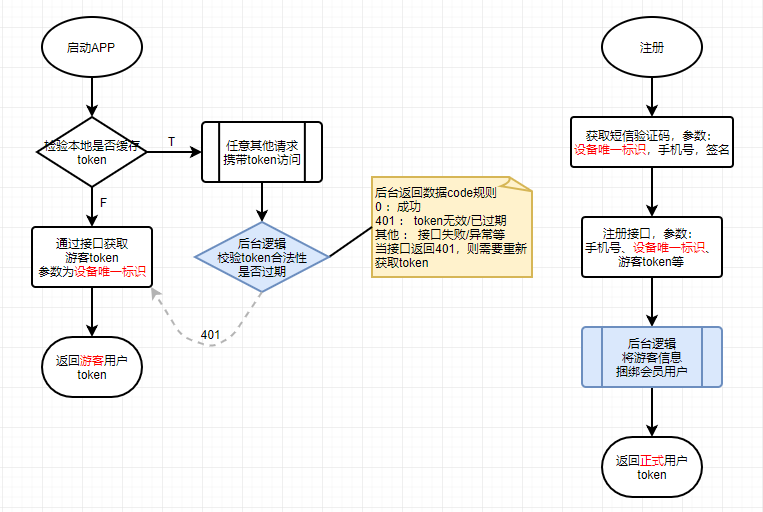 启动APP
检验本地是否缓存
token
T
F
任意其他请求
携带token访问
通过接口获取
游客token
参数为设备唯一标识
返回游客用户
token
后台逻辑
校验token合法性
是否过期
401
后台返回数据code规则
0 ：成功
401 ：token无效/已过期
其他 ：接口失败/异常等
当接口返回401，则需要重新
获取token
注册
获取短信验证码，参数：
设备唯一标识，手机号，签名
注册接口，参数：
手机号、设备唯一标识、
游客token等
后台逻辑
将游客信息
捆绑会员用户
返回正式用户
token